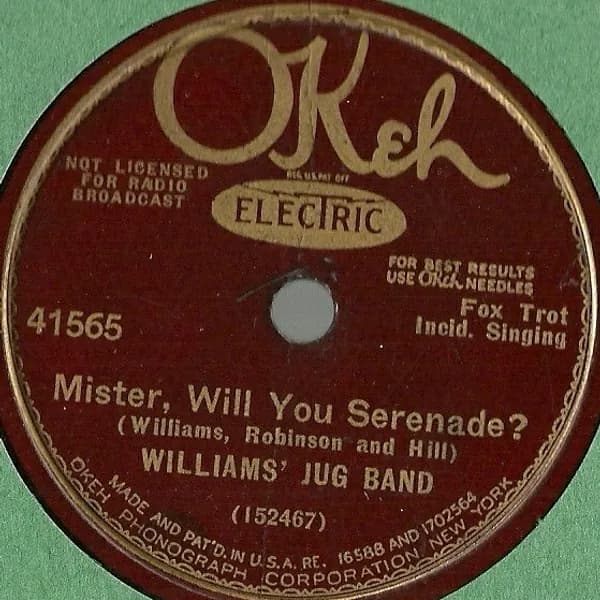 OKeh
REG. U.S. PAT. OFF.
ELECTRIC
NOT LICENSED
FOR RADIO
BROADCAST
FOR BEST RESULTS
USE OKeh NEEDLES
41565
Fox Trot
Incid. Singing
Mister, Will You Serenade?
(Williams, Robinson and Hill)
WILLIAMS' JUG BAND
(152467)
MADE AND PAT'D. IN U.S.A. RE. 16588 AND 1702564
OKEH PHONOGRAPH CORPORATION NEW YORK